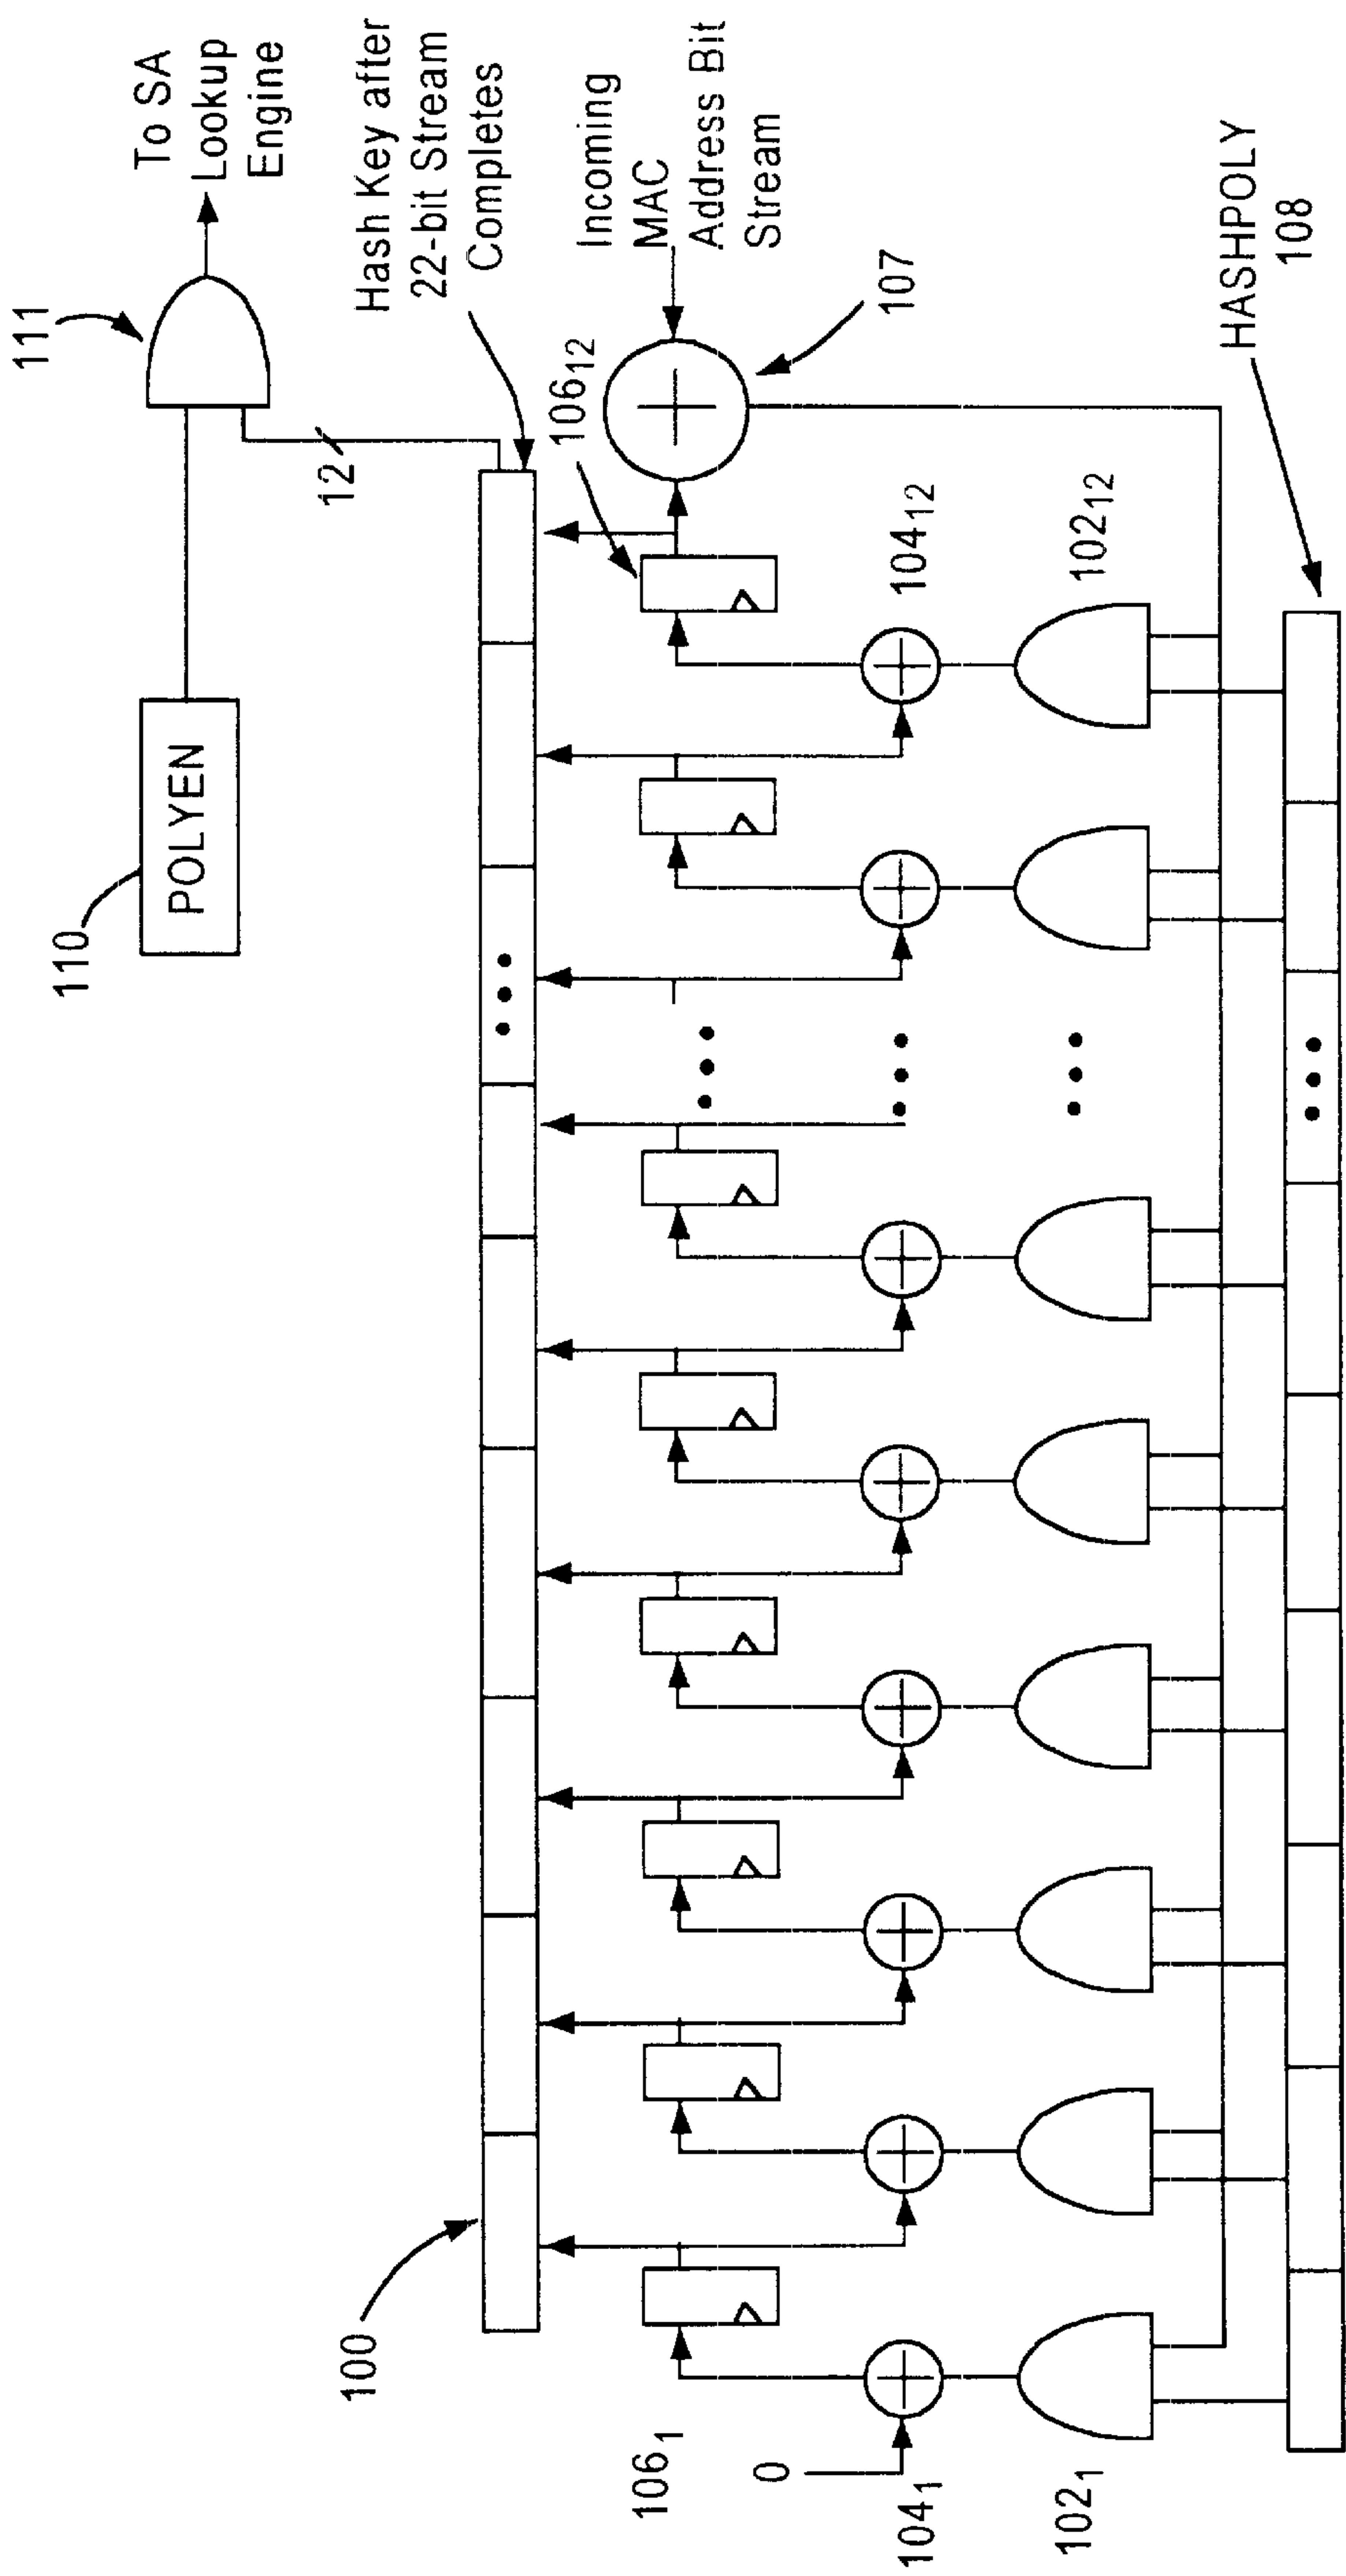 111
To SA
Lookup
Engine
110
POLYEN
12
Hash Key after
22-bit Stream
Completes
100
106₁₂
Incoming
MAC
Address Bit
Stream
107
106₁
0
104₁
104₁₂
102₁
102₁₂
HASHPOLY
108